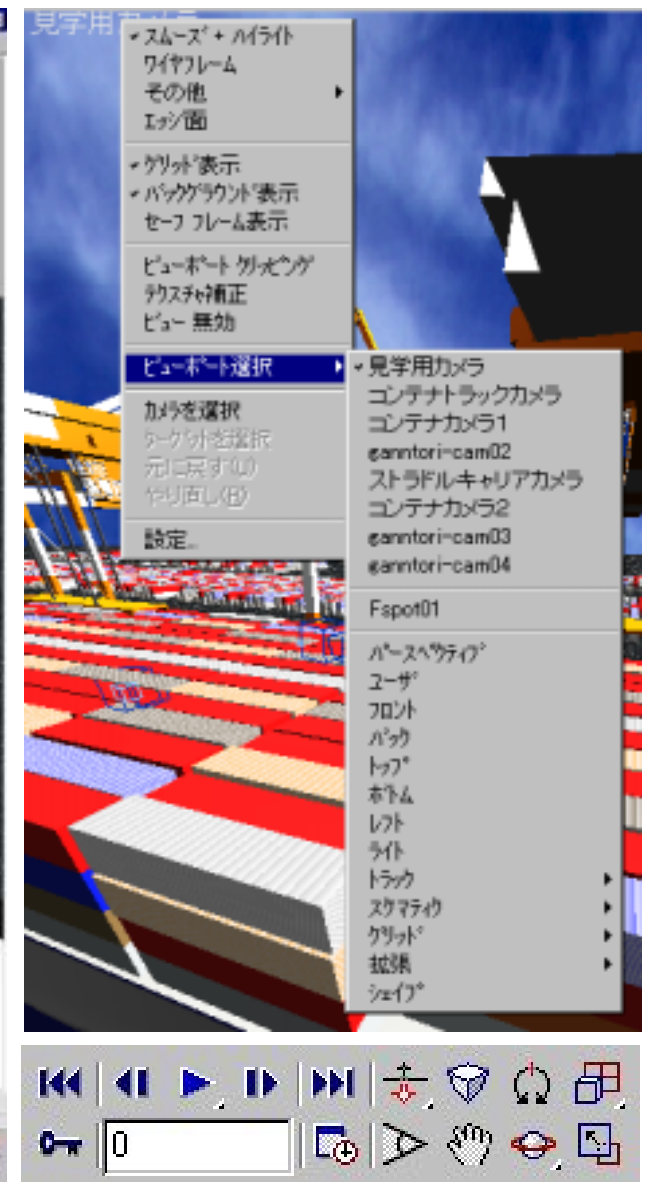 見学用カメラ
スムーズ + ハイライト
ワイヤフレーム
その他
エッジ面
グリッド表示
バックグラウンド表示
セーフ フレーム表示
ビューポート クリッピング
テクスチャ補正
ビュー 無効
ビューポート選択
カメラを選択
ターゲットを選択
元に戻す(U)
やり直し(R)
設定...
見学用カメラ
コンテナトラックカメラ
コンテナカメラ1
ganntori-cam02
ストラドルキャリアカメラ
コンテナカメラ2
ganntori-cam03
ganntori-cam04
Fspot01
パースペクティブ
ユーザ
フロント
バック
トップ
ボトム
レフト
ライト
トラック
スケマティク
グリッド
拡張
シェイプ
0